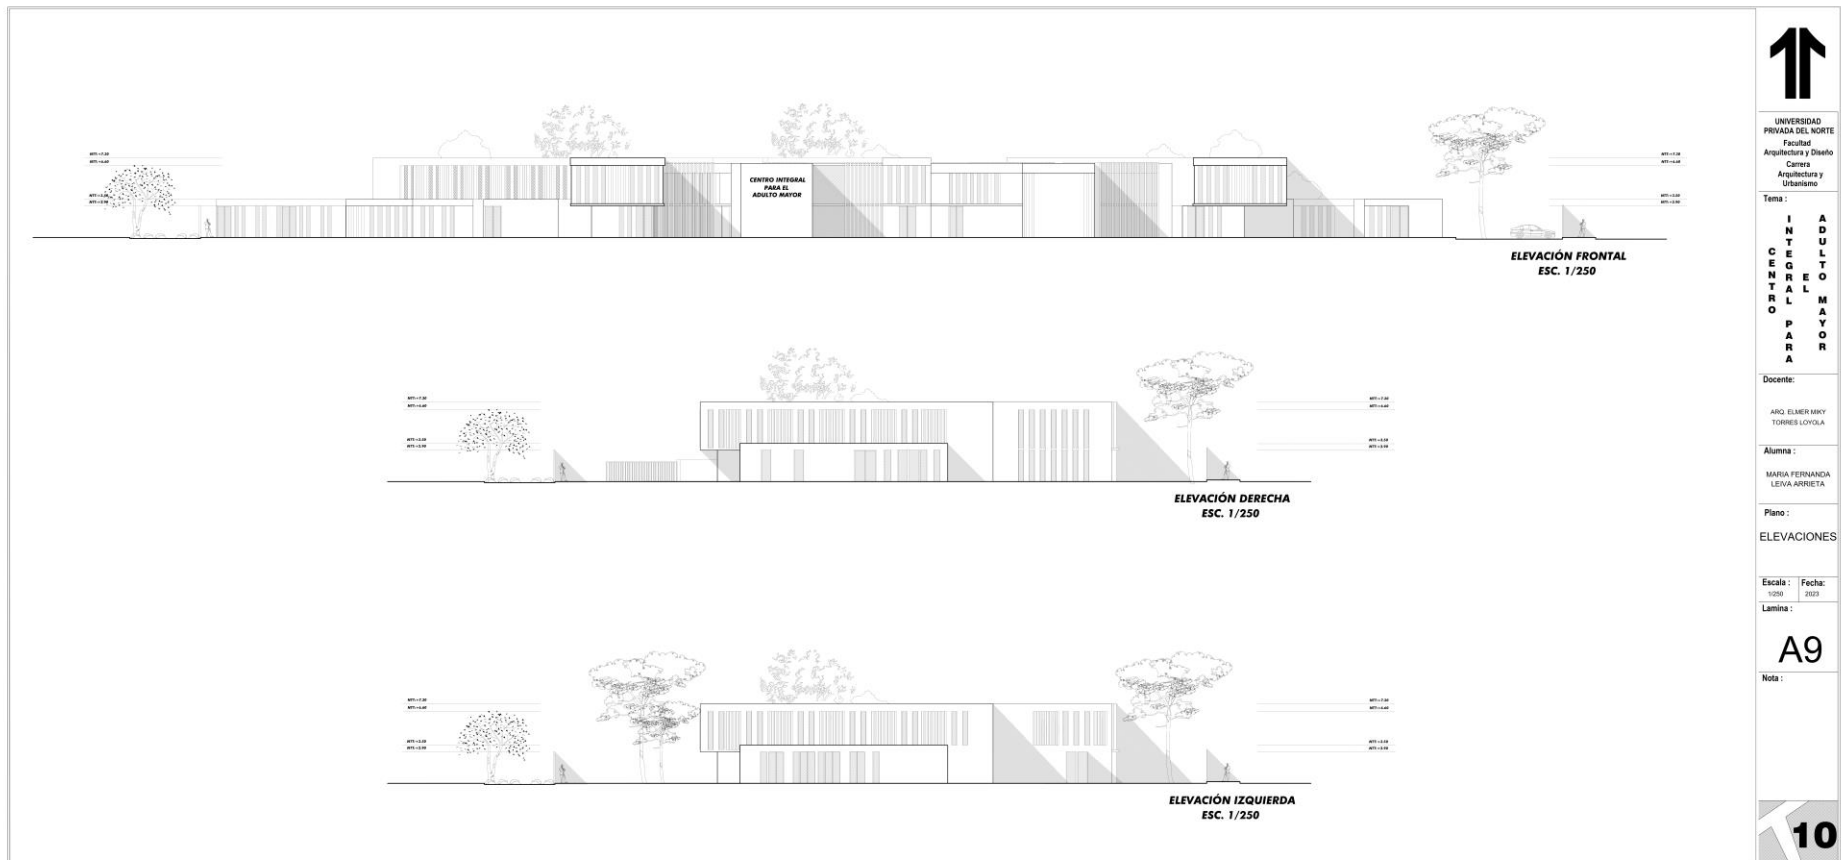 CENTRO INTEGRAL
PARA EL
ADULTO MAYOR
ELEVACIÓN FRONTAL
ESC. 1/250
ELEVACIÓN DERECHA
ESC. 1/250
ELEVACIÓN IZQUIERDA
ESC. 1/250
UNIVERSIDAD
PRIVADA DEL NORTE
Facultad
Arquitectura y Diseño
Carrera
Arquitectura y
Urbanismo
Tema :
CENTRO
INTEGRAL PARA
EL
ADULTO MAYOR
Docente:
ARQ. ELMER MIKY
TORRES LOYOLA
Alumna :
MARIA FERNANDA
LEIVA ARRIETA
Plano :
ELEVACIONES
Escala :
Fecha:
1/250
2023
Lamina :
A9
Nota :
10